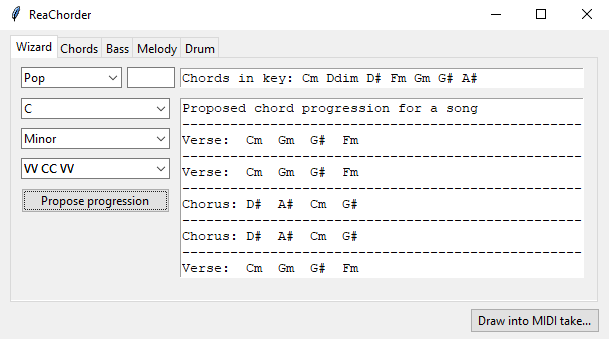 ReaChorder
Wizard Chords Bass Melody Drum
Pop
Chords in key: Cm Ddim D# Fm Gm G# A#
C
Minor
VV CC VV
Propose progression
Proposed chord progression for a song
--------------------------------------------------
Verse: Cm Gm G# Fm
--------------------------------------------------
Verse: Cm Gm G# Fm
--------------------------------------------------
Chorus: D# A# Cm G#
--------------------------------------------------
Chorus: D# A# Cm G#
--------------------------------------------------
Verse: Cm Gm G# Fm
Draw into MIDI take...